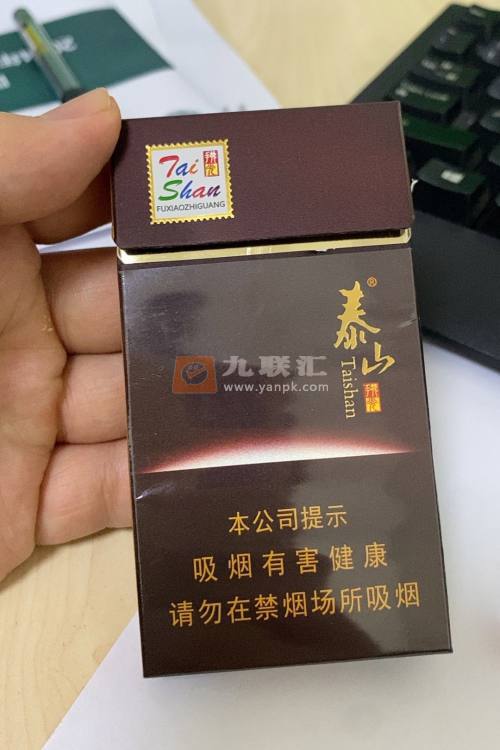 Tai
Shan
FUXIAOZHIGUANG
泰山
®
Taishan
九联汇
www.yanpk.com
本公司提示
吸烟有害健康
请勿在禁烟场所吸烟